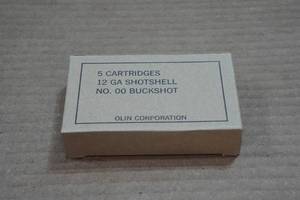 5 CARTRIDGES
12 GA SHOTSHELL
NO. 00 BUCKSHOT
OLIN CORPORATION